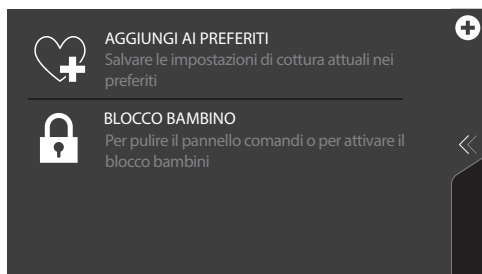 AGGIUNGI AI PREFERITI
Salvare le impostazioni di cottura attuali nei
preferiti
BLOCCO BAMBINO
Per pulire il pannello comandi o per attivare il
blocco bambini